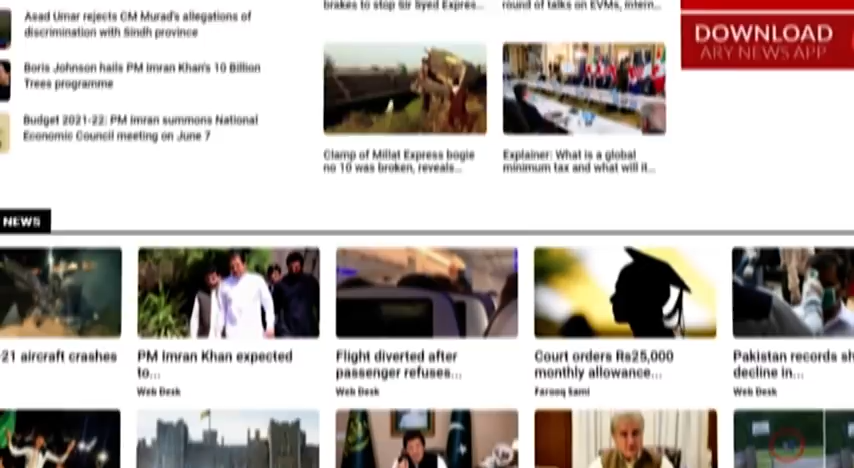 Asad Umar rejects CM Murad's allegations of
discrimination with Sindh province
Boris Johnson hails PM Imran Khan's 10 Billion
Trees programme
Budget 2021-22: PM Imran summons National
Economic Council meeting on June 7
brakes to stop Sir Syed Expres...
round of talks on EVMs, intern...
Clamp of Millat Express bogie
no 10 was broken, reveals...
Explainer: What is a global
minimum tax and what will it...
DOWNLOAD
ARY NEWS APP
NEWS
-21 aircraft crashes
PM Imran Khan expected
to...
Web Desk
Flight diverted after
passenger refuses...
Web Desk
Court orders Rs25,000
monthly allowance...
Farooq Sami
Pakistan records sh
decline in...
Web Desk